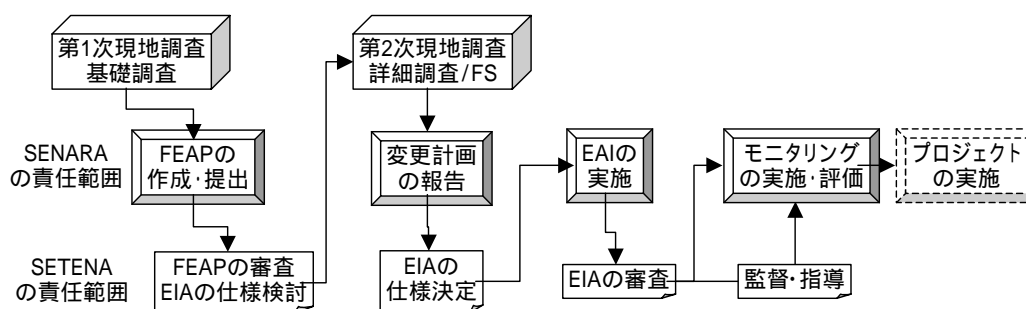 第1次現地調査
基礎調査
第2次現地調査
詳細調査/FS
SENARA
の責任範囲
FEAPの
作成・提出
変更計画
の報告
EAIの
実施
モニタリング
の実施・評価
プロジェクト
の実施
SETENA
の責任範囲
FEAPの審査
EIAの仕様検討
EIAの
仕様決定
EIAの審査
監督・指導